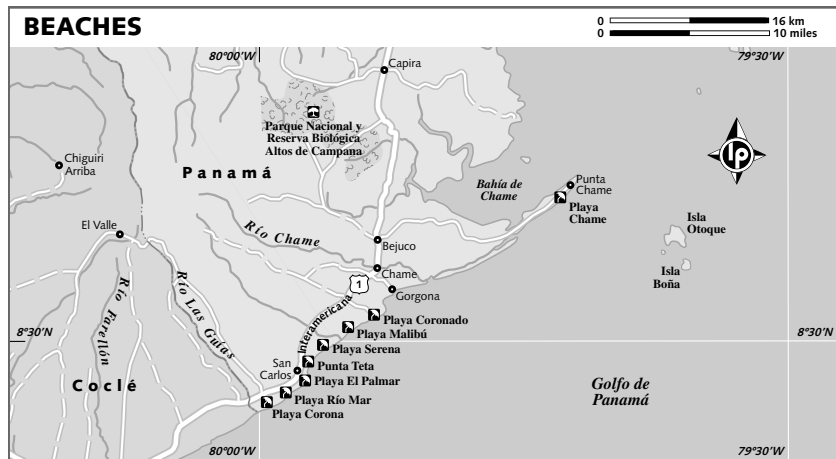 BEACHES
0 16 km
0 10 miles
80°00'W
79°30'W
Capira
Parque Nacional y
Reserva Biológica
Altos de Campana
Chiguiri
Arriba
Panamá
Bahía de
Chame
Punta
Chame
Playa
Chame
lp
El Valle
Río Chame
Isla
Otoque
Bejuco
Isla
Boña
Chame
1
Gorgona
Río Farellón
Río Las Guías
Interamericana
Playa Coronado
Playa Malibú
8°30'N
8°30'N
Playa Serena
San
Carlos
Punta Teta
Playa El Palmar
Coclé
Golfo de
Panamá
Playa Río Mar
Playa Corona
80°00'W
79°30'W